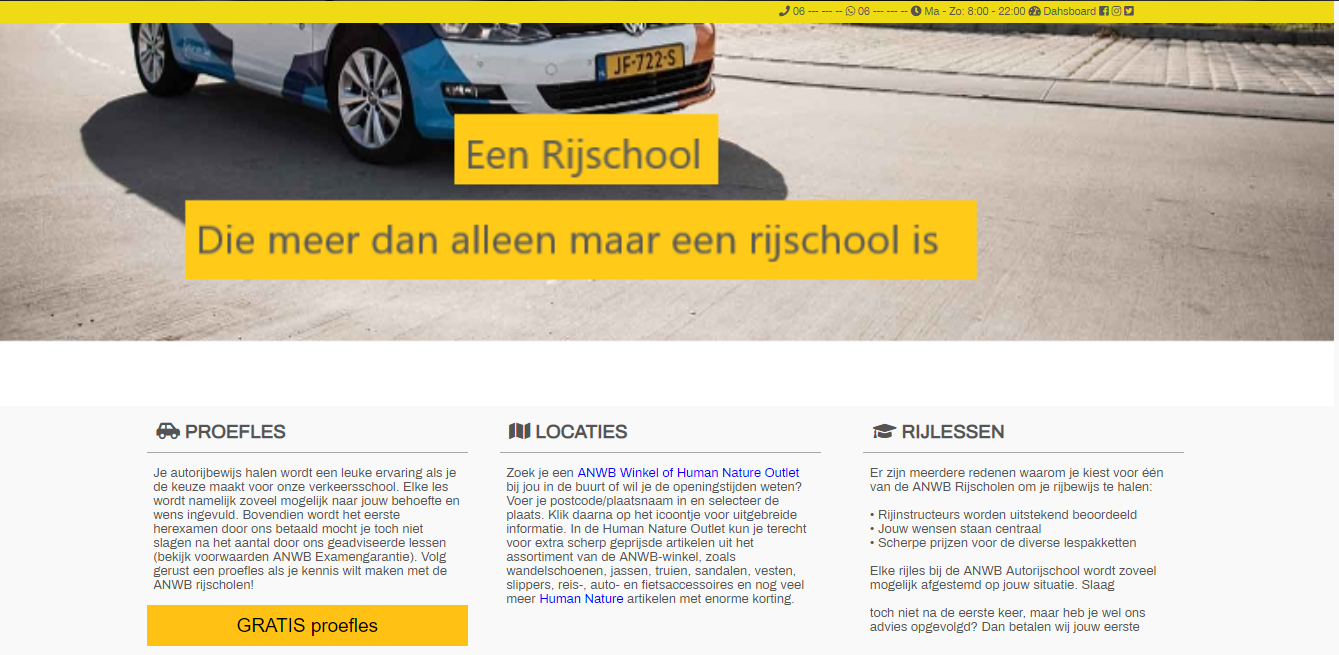 06 --- --- -- 06 --- --- -- Ma - Zo: 8:00 - 22:00 Dahsboard
JF-722-S
Een Rijschool
Die meer dan alleen maar een rijschool is
PROEFLES
Je autorijbewijs halen wordt een leuke ervaring als je
de keuze maakt voor onze verkeersschool. Elke les
wordt namelijk zoveel mogelijk naar jouw behoefte en
wens ingevuld. Bovendien wordt het eerste
herexamen door ons betaald mocht je toch niet
slagen na het aantal door ons geadviseerde lessen
(bekijk voorwaarden ANWB Examengarantie). Volg
gerust een proefles als je kennis wilt maken met de
ANWB rijscholen!
GRATIS proefles
LOCATIES
Zoek je een ANWB Winkel of Human Nature Outlet
bij jou in de buurt of wil je de openingstijden weten?
Voer je postcode/plaatsnaam in en selecteer de
plaats. Klik daarna op het icoontje voor uitgebreide
informatie. In de Human Nature Outlet kun je terecht
voor extra scherp geprijsde artikelen uit het
assortiment van de ANWB-winkel, zoals
wandelschoenen, jassen, truien, sandalen, vesten,
slippers, reis-, auto- en fietsaccessoires en nog veel
meer Human Nature artikelen met enorme korting.
RIJLESSEN
Er zijn meerdere redenen waarom je kiest voor één
van de ANWB Rijscholen om je rijbewijs te halen:
• Rijinstructeurs worden uitstekend beoordeeld
• Jouw wensen staan centraal
• Scherpe prijzen voor de diverse lespakketten
Elke rijles bij de ANWB Autorijschool wordt zoveel
mogelijk afgestemd op jouw situatie. Slaag
toch niet na de eerste keer, maar heb je wel ons
advies opgevolgd? Dan betalen wij jouw eerste